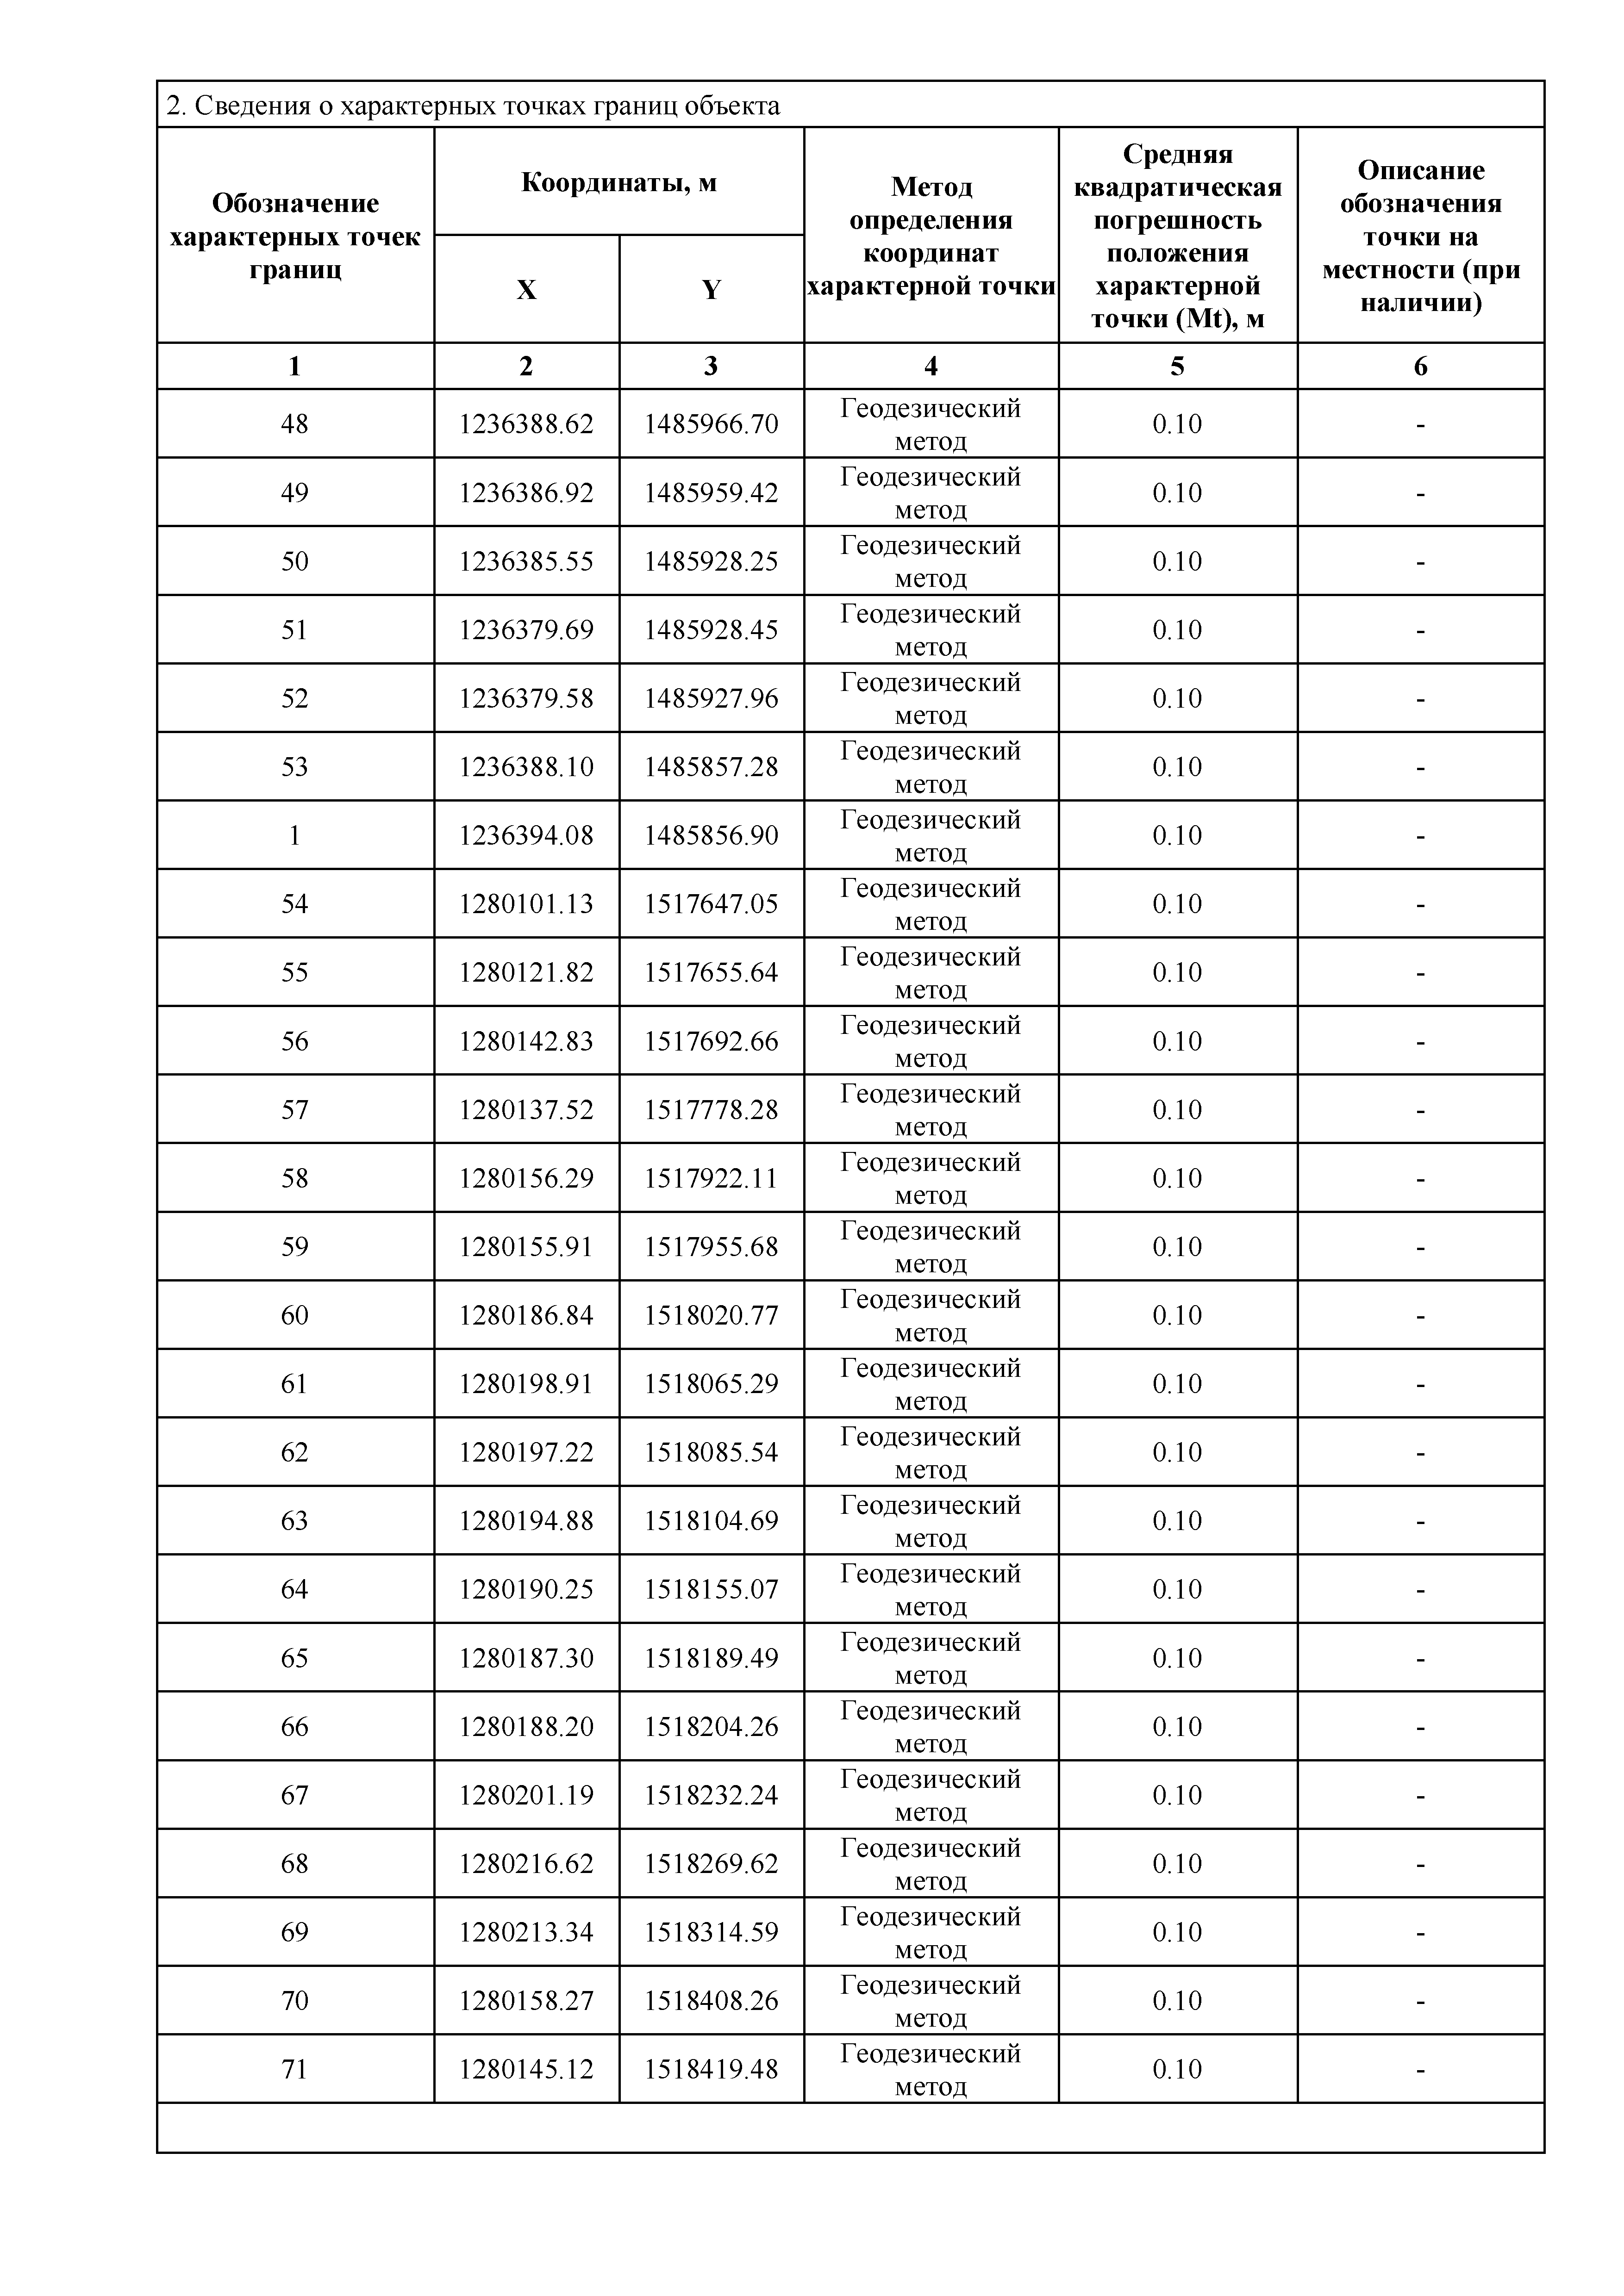 2. Сведения о характерных точках границ объекта
Обозначение
характерных точек
границ
Координаты, м
X
Y
Метод
определения
координат
характерной точки
Средняя
квадратическая
погрешность
положения
характерной
точки (Mt), м
Описание
обозначения
точки на
местности (при
наличии)
1 2 3 4 5 6
48 1236388.62 1485966.70 Геодезический метод 0.10 -
49 1236386.92 1485959.42 Геодезический метод 0.10 -
50 1236385.55 1485928.25 Геодезический метод 0.10 -
51 1236379.69 1485928.45 Геодезический метод 0.10 -
52 1236379.58 1485927.96 Геодезический метод 0.10 -
53 1236388.10 1485857.28 Геодезический метод 0.10 -
1 1236394.08 1485856.90 Геодезический метод 0.10 -
54 1280101.13 1517647.05 Геодезический метод 0.10 -
55 1280121.82 1517655.64 Геодезический метод 0.10 -
56 1280142.83 1517692.66 Геодезический метод 0.10 -
57 1280137.52 1517778.28 Геодезический метод 0.10 -
58 1280156.29 1517922.11 Геодезический метод 0.10 -
59 1280155.91 1517955.68 Геодезический метод 0.10 -
60 1280186.84 1518020.77 Геодезический метод 0.10 -
61 1280198.91 1518065.29 Геодезический метод 0.10 -
62 1280197.22 1518085.54 Геодезический метод 0.10 -
63 1280194.88 1518104.69 Геодезический метод 0.10 -
64 1280190.25 1518155.07 Геодезический метод 0.10 -
65 1280187.30 1518189.49 Геодезический метод 0.10 -
66 1280188.20 1518204.26 Геодезический метод 0.10 -
67 1280201.19 1518232.24 Геодезический метод 0.10 -
68 1280216.62 1518269.62 Геодезический метод 0.10 -
69 1280213.34 1518314.59 Геодезический метод 0.10 -
70 1280158.27 1518408.26 Геодезический метод 0.10 -
71 1280145.12 1518419.48 Геодезический метод 0.10 -